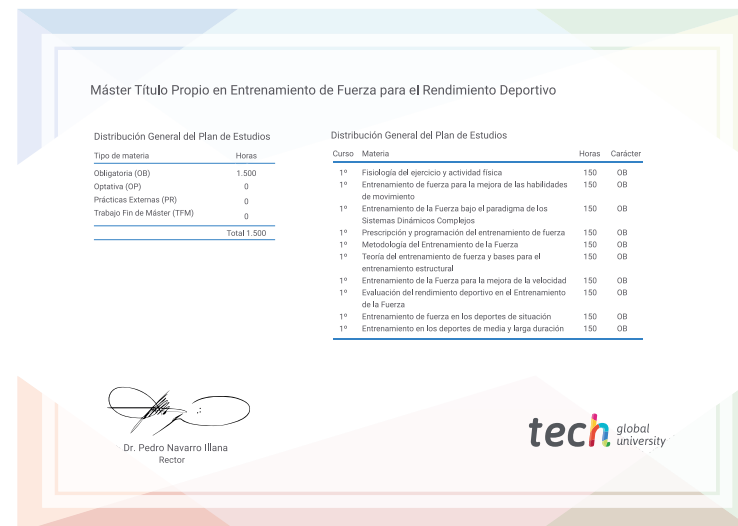 Máster Título Propio en Entrenamiento de Fuerza para el Rendimiento Deportivo
Distribución General del Plan de Estudios
Tipo de materia Horas
Obligatoria (OB) 1.500
Optativa (OP) 0
Prácticas Externas (PR) 0
Trabajo Fin de Máster (TFM) 0
Total 1.500
Distribución General del Plan de Estudios
Curso Materia Horas Carácter
1º Fisiología del ejercicio y actividad física 150 OB
1º Entrenamiento de fuerza para la mejora de las habilidades 150 OB
de movimiento
1º Entrenamiento de la Fuerza bajo el paradigma de los 150 OB
Sistemas Dinámicos Complejos
1º Prescripción y programación del entrenamiento de fuerza 150 OB
1º Metodología del Entrenamiento de la Fuerza 150 OB
1º Teoría del entrenamiento de fuerza y bases para el 150 OB
entrenamiento estructural
1º Entrenamiento de la Fuerza para la mejora de la velocidad 150 OB
1º Evaluación del rendimiento deportivo en el Entrenamiento 150 OB
de la Fuerza
1º Entrenamiento de fuerza en los deportes de situación 150 OB
1º Entrenamiento en los deportes de media y larga duración 150 OB
Dr. Pedro Navarro Illana
Rector
tech global
university